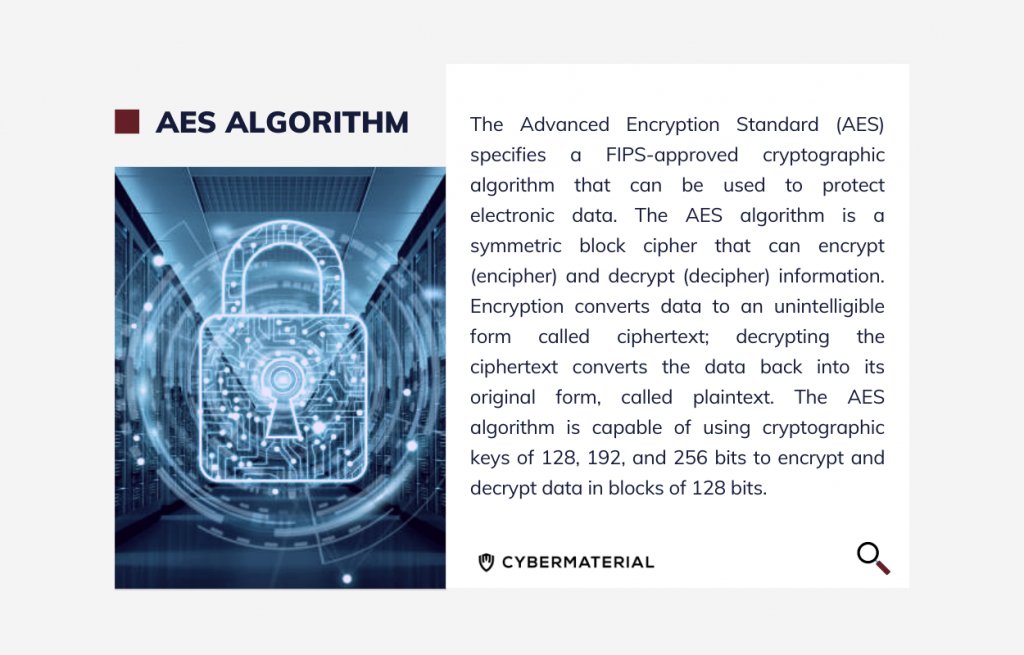 AES ALGORITHM
The Advanced Encryption Standard (AES)
specifies a FIPS-approved cryptographic
algorithm that can be used to protect
electronic data. The AES algorithm is a
symmetric block cipher that can encrypt
(encipher) and decrypt (decipher) information.
Encryption converts data to an unintelligible
form called ciphertext; decrypting the
ciphertext converts the data back into its
original form, called plaintext. The AES
algorithm is capable of using cryptographic
keys of 128, 192, and 256 bits to encrypt and
decrypt data in blocks of 128 bits.
CYBERMATERIAL